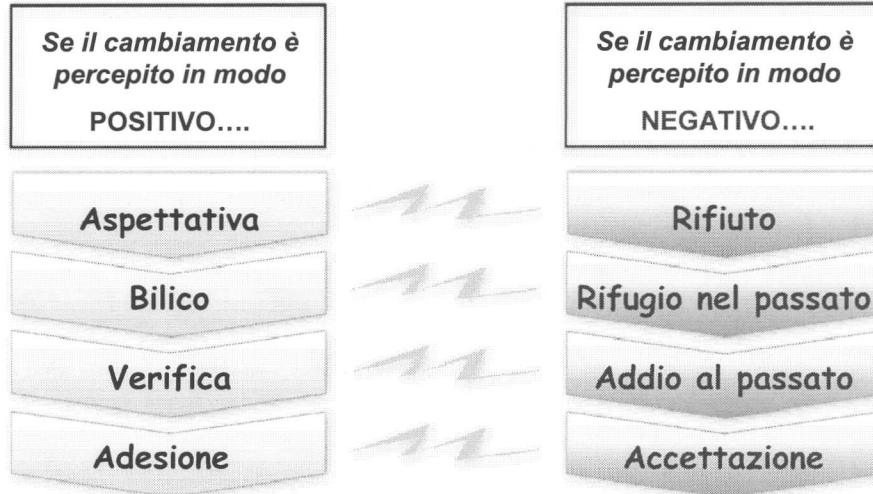 Se il cambiamento è
percepito in modo
POSITIVO....
Aspettativa
Bilico
Verifica
Adesione
Se il cambiamento è
percepito in modo
NEGATIVO....
Rifiuto
Rifugio nel passato
Addio al passato
Accettazione